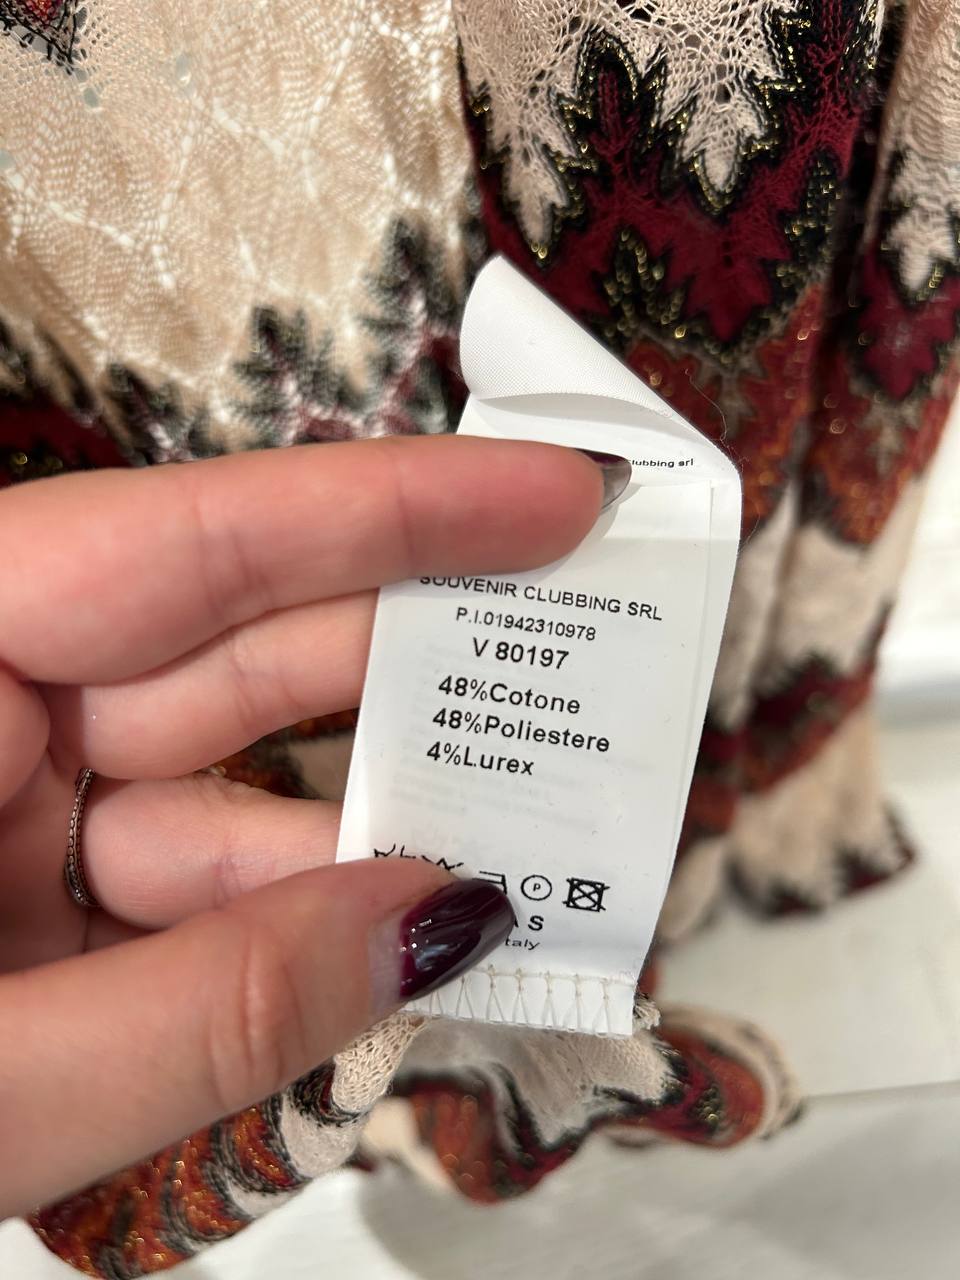 clubbing srl
SOUVENIR CLUBBING SRL
P.I.01942310978
V 80197
48%Cotone
48%Poliestere
4%Lurex
P
S